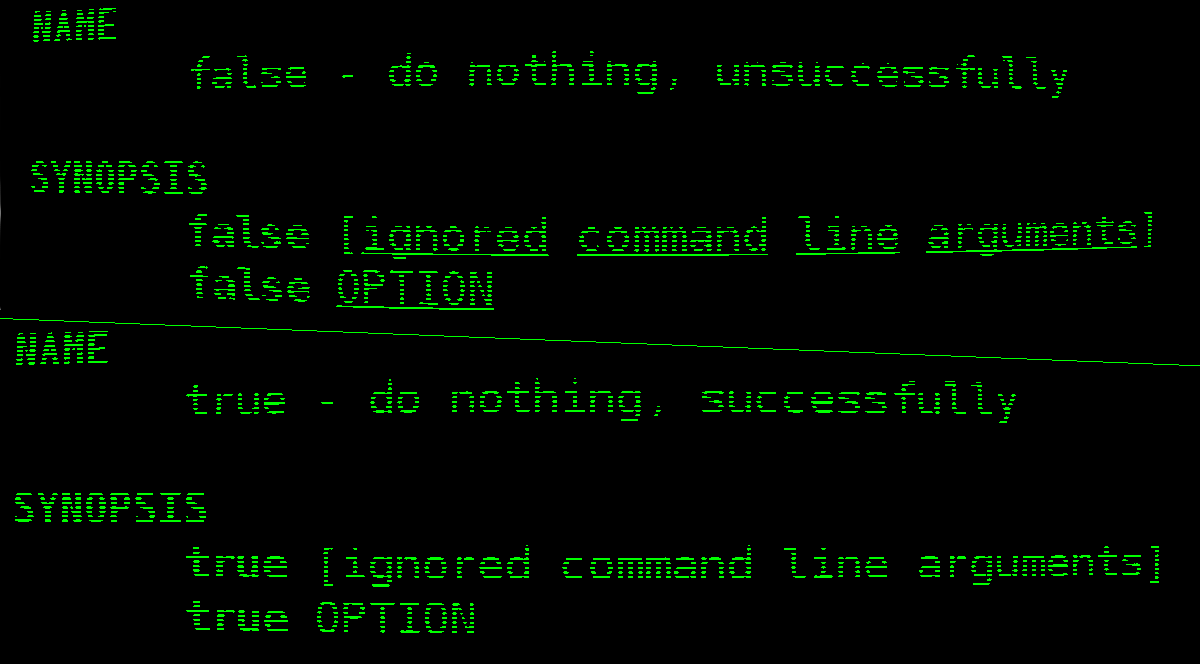 NAME
false - do nothing, unsuccessfully
SYNOPSIS
false [ignored command line arguments]
false OPTION
NAME
true - do nothing, successfully
SYNOPSIS
true [ignored command line arguments]
true OPTION